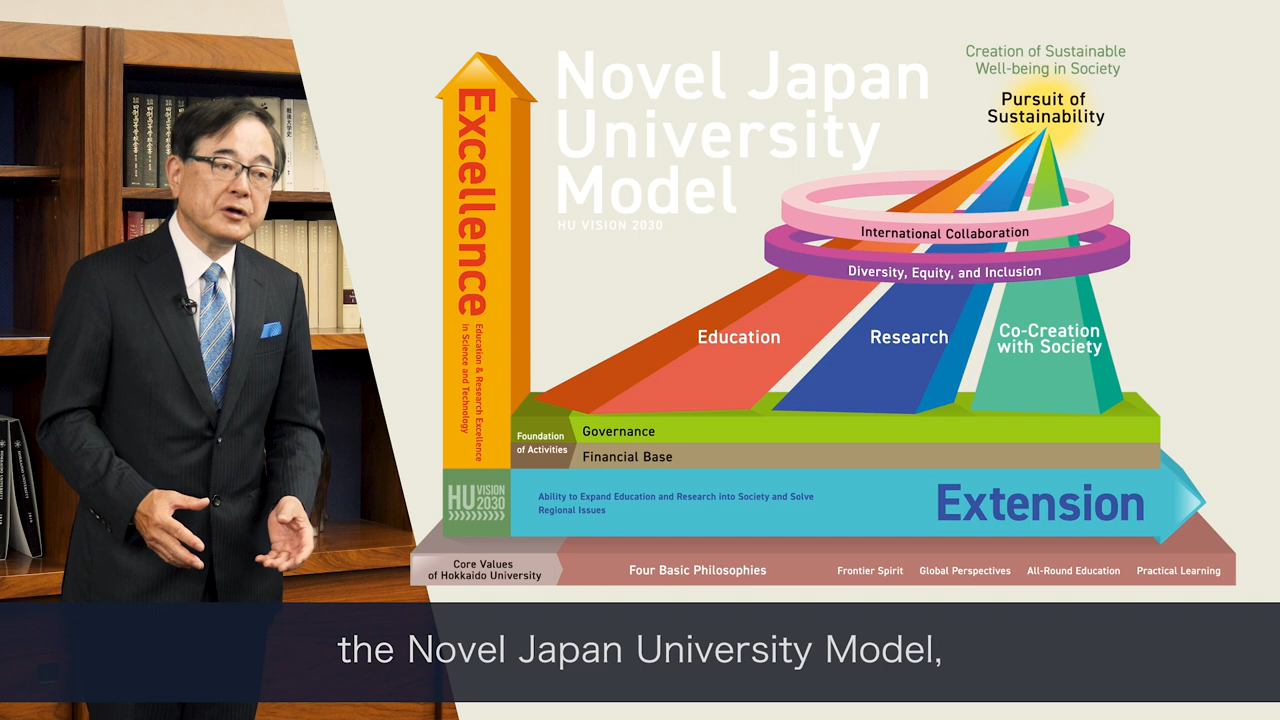 Novel Japan
University
Model
HU VISION 2030
Creation of Sustainable
Well-being in Society
Pursuit of
Sustainability
Excellence
Education & Research Excellence
in Science and Technology
International Collaboration
Diversity, Equity, and Inclusion
Education
Research
Co-Creation
with Society
Foundation
of Activities
Governance
Financial Base
HU VISION
2030
Ability to Expand Education and Research into Society and Solve
Regional Issues
Extension
Core Values
of Hokkaido University
Four Basic Philosophies
Frontier Spirit
Global Perspectives
All-Round Education
Practical Learning
the Novel Japan University Model,